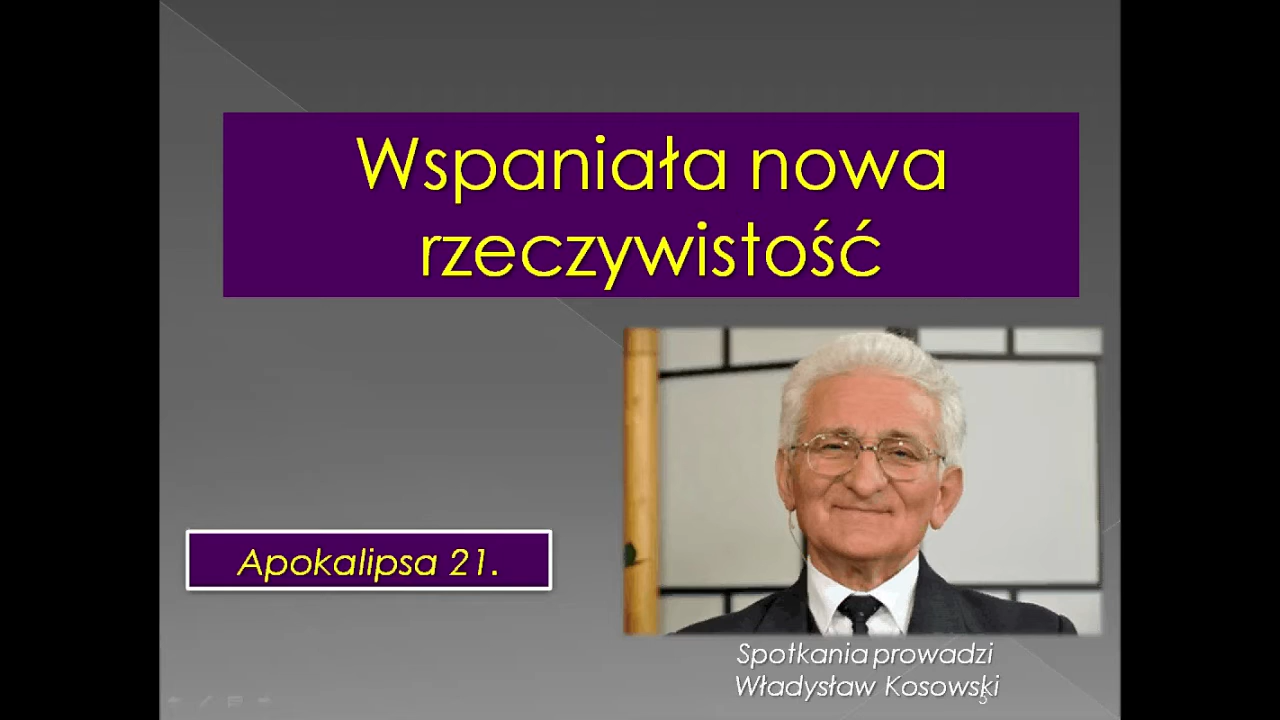 Wspaniała nowa
rzeczywistość
Apokalipsa 21.
Spotkania prowadzi
Władysław Kosowski